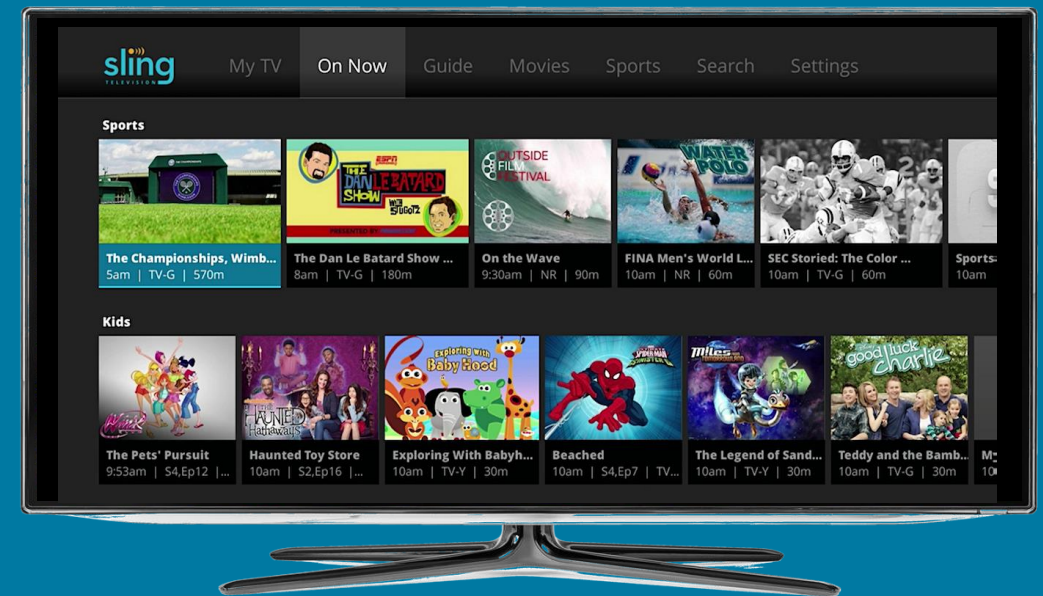 sling
TELEVISION
My TV On Now Guide Movies Sports Search Settings
Sports
ESPN
THE
DAN LE BATARD
SHOW
WITH
STUGOTZ
PRESENTED BY
OUTSIDE
FILM
FESTIVAL
WATER
POLO
The Championships, Wimb...
5am | TV-G | 570m
The Dan Le Batard Show ...
8am | TV-G | 180m
On the Wave
9:30am | NR | 90m
FINA Men's World L...
10am | NR | 60m
SEC Storied: The Color ...
10am | TV-G | 60m
Sports
10am
Kids
Winx
THE
HAUNTED
Hathaways
Exploring with
Baby Hood
SPIDER-MAN
Miles
TOMORROWLAND
good luck
Charlie
The Pets' Pursuit
9:53am | S4,Ep12 |...
Haunted Toy Store
10am | S2,Ep16 |...
Exploring With Babyh...
10am | TV-Y | 30m
Beached
10am | S4,Ep7 | TV...
The Legend of Sand...
10am | TV-Y | 30m
Teddy and the Bamb...
10am | TV-G | 30m